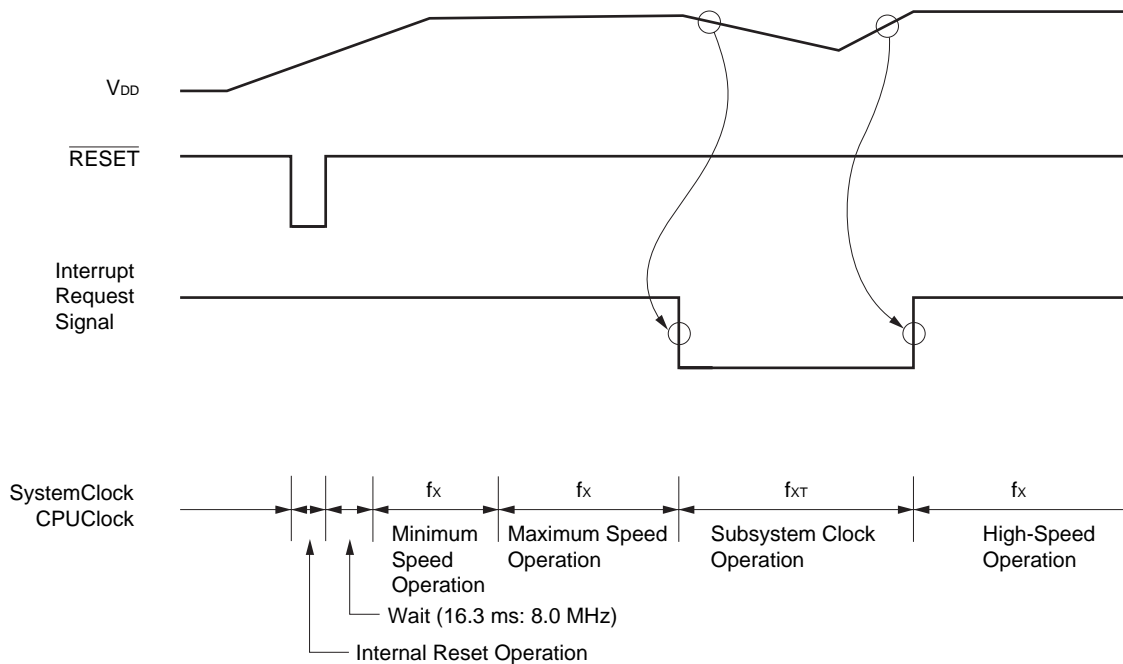 VDD
RESET
Interrupt
Request
Signal
SystemClock
CPUClock
fX
fX
fXT
fX
Minimum
Speed
Operation
Maximum Speed
Operation
Subsystem Clock
Operation
High-Speed
Operation
Wait (16.3 ms: 8.0 MHz)
Internal Reset Operation